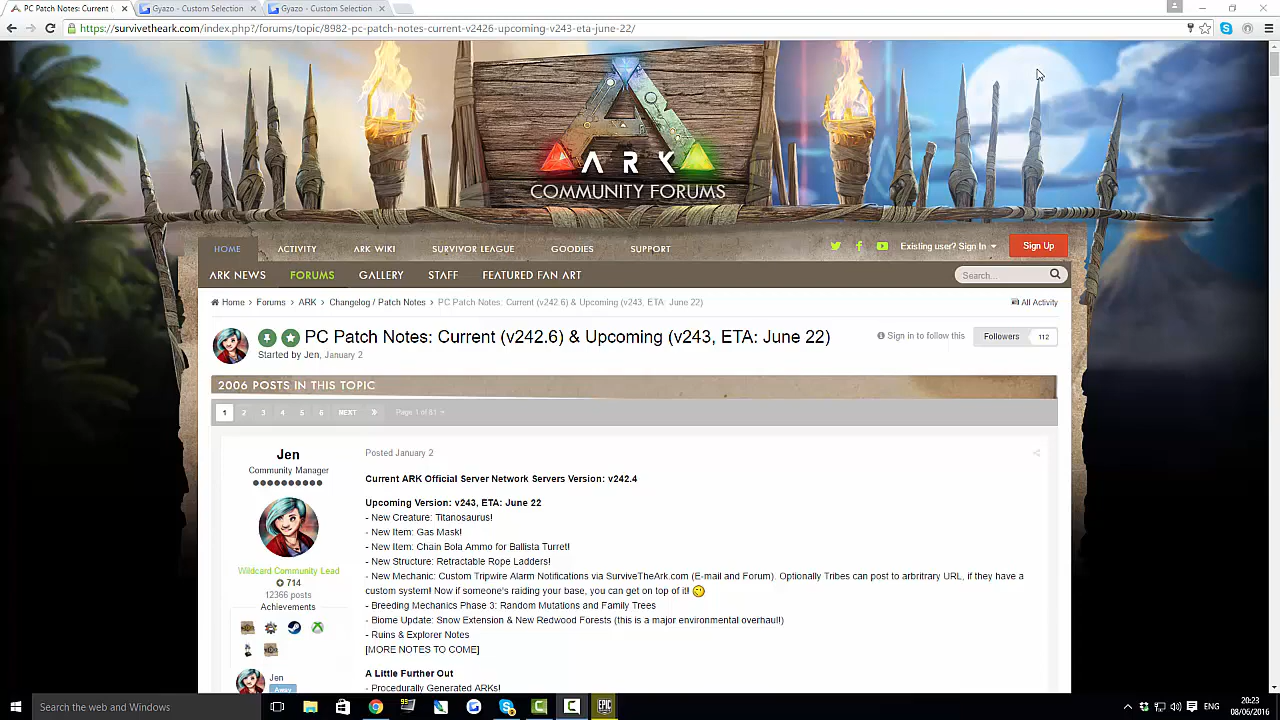 PC Patch Notes: Current (
Gyazo - Custom Selection
Gyazo - Custom Selection
https://survivetheark.com/index.php?/forums/topic/8982-pc-patch-notes-current-v2426-upcoming-v243-eta-june-22/
ARK
COMMUNITY FORUMS
HOME ACTIVITY ARK WIKI SURVIVOR LEAGUE GOODIES SUPPORT Existing user? Sign In Sign Up
ARK NEWS FORUMS GALLERY STAFF FEATURED FAN ART Search...
Home > Forums > ARK > Changelog / Patch Notes > PC Patch Notes: Current (v242.6) & Upcoming (v243, ETA: June 22) All Activity
PC Patch Notes: Current (v242.6) & Upcoming (v243, ETA: June 22) Sign in to follow this Followers 112
Started by Jen, January 2
2006 POSTS IN THIS TOPIC
1 2 3 4 5 6 NEXT » Page 1 of 81
Jen
Community Manager
Wildcard Community Lead
714
12366 posts
Achievements
Jen
Away
Posted January 2
Current ARK Official Server Network Servers Version: v242.4
Upcoming Version: v243, ETA: June 22
- New Creature: Titanosaurus!
- New Item: Gas Mask!
- New Item: Chain Bola Ammo for Ballista Turret!
- New Structure: Retractable Rope Ladders!
- New Mechanic: Custom Tripwire Alarm Notifications via SurviveTheArk.com (E-mail and Forum). Optionally Tribes can post to arbritrary URL, if they have a
custom system! Now if someone's raiding your base, you can get on top of it!
- Breeding Mechanics Phase 3: Random Mutations and Family Trees
- Biome Update: Snow Extension & New Redwood Forests (this is a major environmental overhaul!)
- Ruins & Explorer Notes
[MORE NOTES TO COME]
A Little Further Out
- Procedurally Generated ARKs!
Search the web and Windows
EPIC
ENG
20:23
08/06/2016